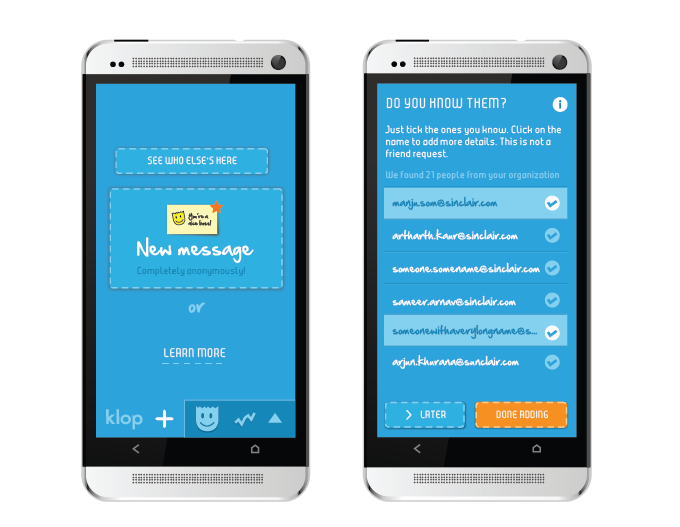 SEE WHO ELSE'S HERE
You're a
nice boss!
New message
Completely anonymously!
or
LEARN MORE
klop
DO YOU KNOW THEM?
Just tick the ones you know. Click on the
name to add more details. This is not a
friend request.
We found 21 people from your organization
manju.som@sinclair.com
artharth.kaur@sinclair.com
someone.somename@sinclair.com
sameer.arnav@sinclair.com
someonewithaverylongname@s...
arjun.khurana@sunclair.com
LATER
DONE ADDING